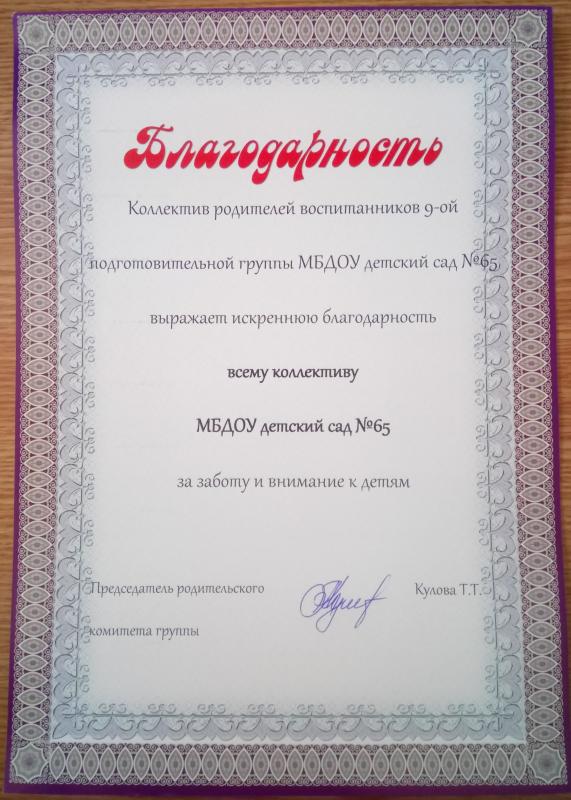 Благодарность
Коллектив родителей воспитанников 9-ой
подготовительной группы МБДОУ детский сад №65
выражает искреннюю благодарность
всему коллективу
МБДОУ детский сад №65
за заботу и внимание к детям
Председатель родительского
Кулова Т.Т.
комитета группы